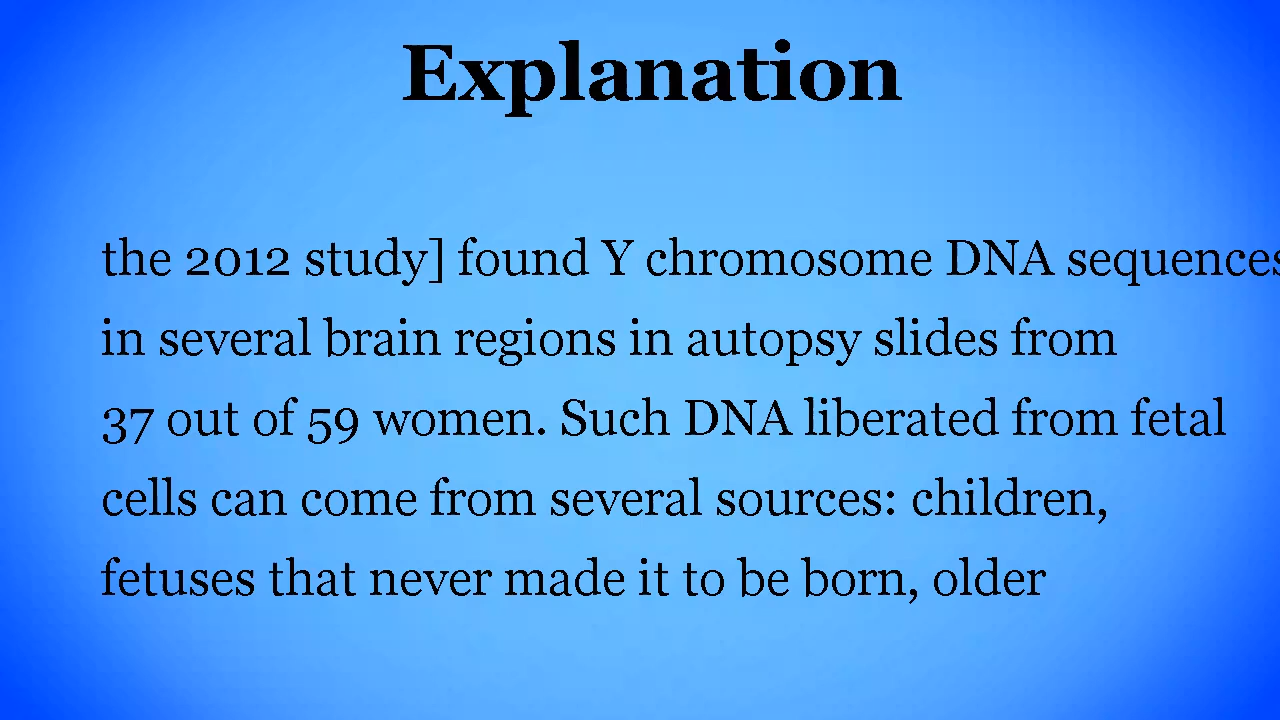 Explanation
the 2012 study] found Y chromosome DNA sequences
in several brain regions in autopsy slides from
37 out of 59 women. Such DNA liberated from fetal
cells can come from several sources: children,
fetuses that never made it to be born, older